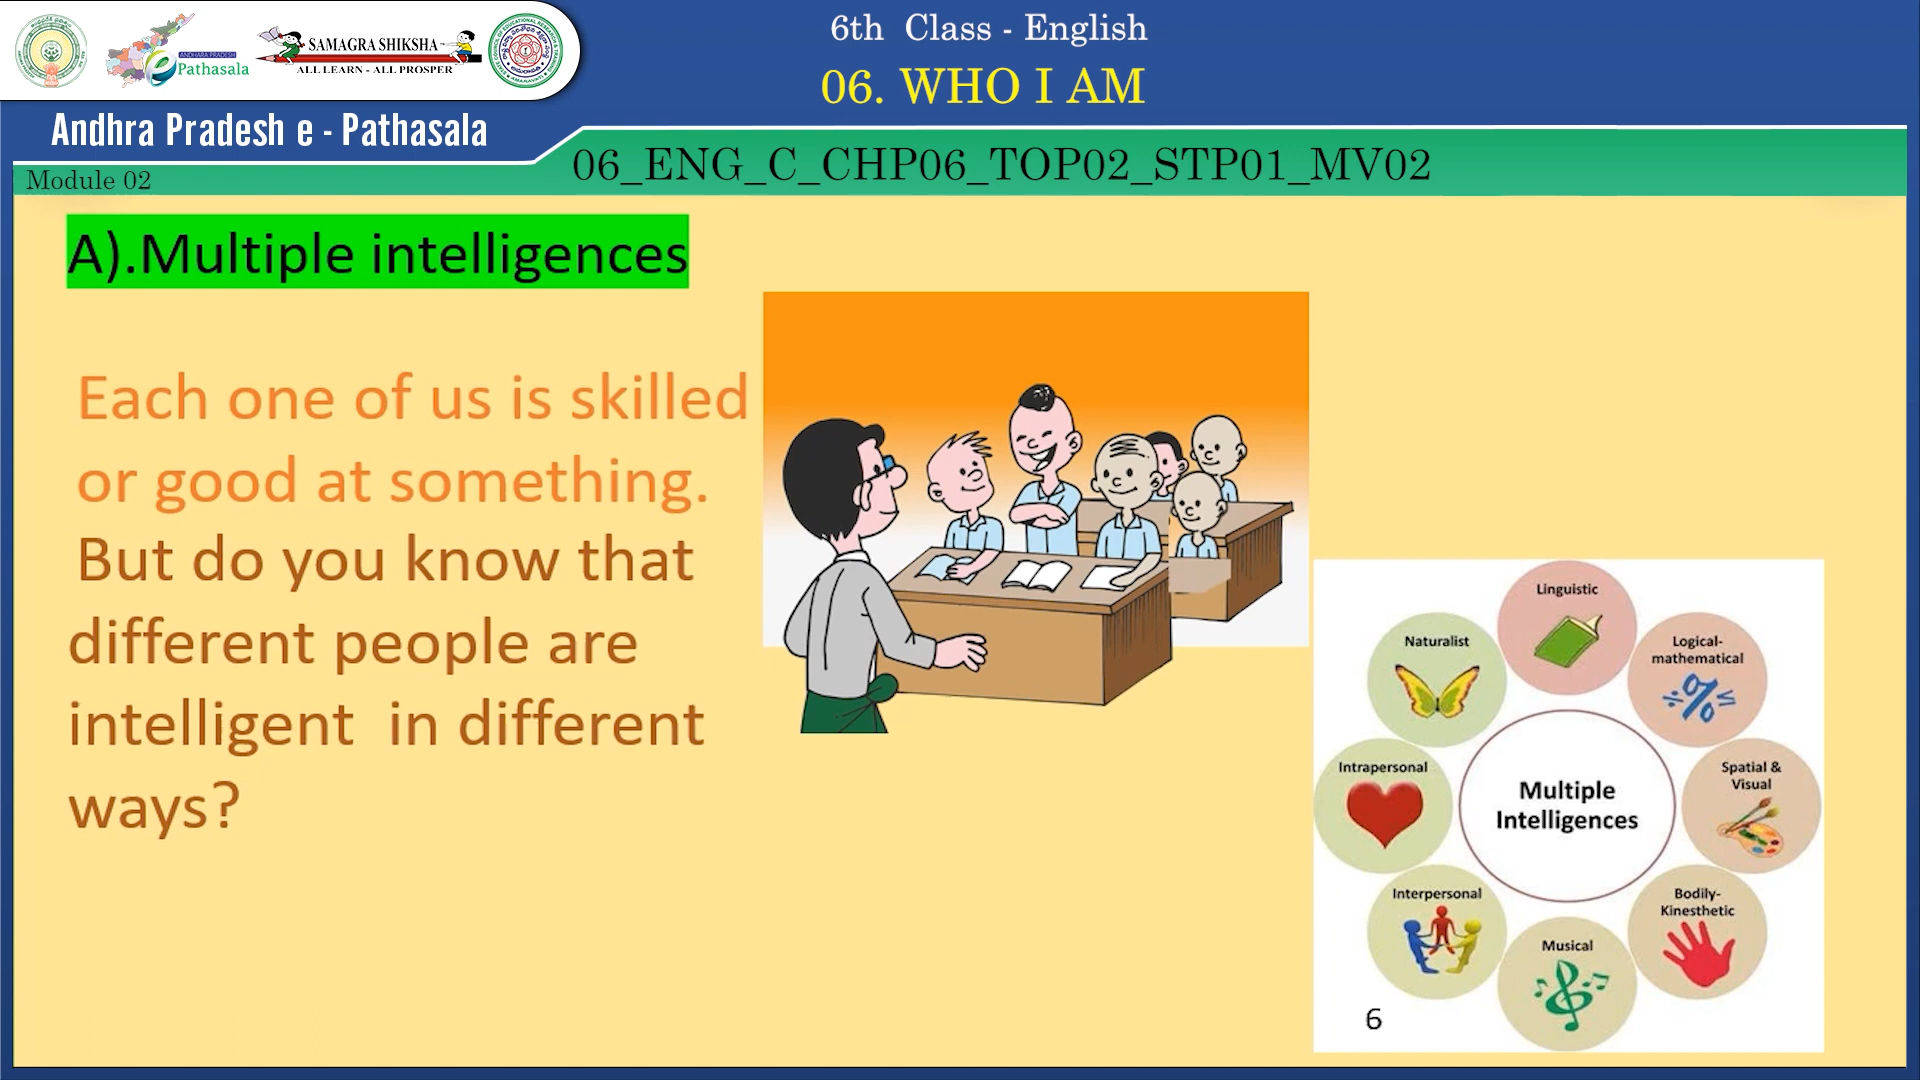 ANDHARA PRADESH
e Pathasala
SAMAGRA SHIKSHA
ALL LEARN - ALL PROSPER
6th Class - English
06. WHO I AM
Andhra Pradesh e - Pathasala
06_ENG_C_CHP06_TOP02_STP01_MV02
Module 02
A).Multiple intelligences
Each one of us is skilled
or good at something.
But do you know that
different people are
intelligent in different
ways?
Linguistic
Naturalist
Logical-
mathematical
Intrapersonal
Spatial &
Visual
Multiple
Intelligences
Interpersonal
Bodily-
Kinesthetic
Musical
6